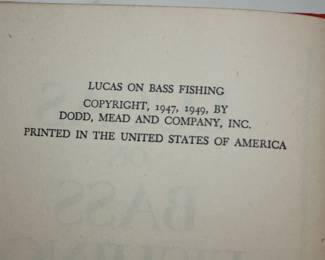 LUCAS ON BASS FISHING
COPYRIGHT, 1947, 1949, BY
DODD, MEAD AND COMPANY, INC.
PRINTED IN THE UNITED STATES OF AMERICA